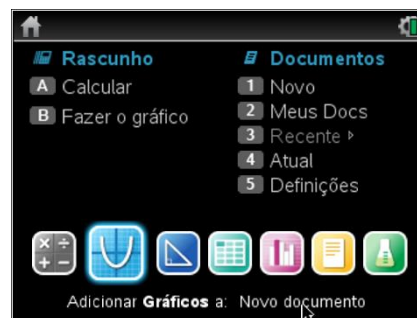 Rascunho
A Calcular
B Fazer o gráfico
Documentos
1 Novo
2 Meus Docs
3 Recente ▸
4 Atual
5 Definições
Adicionar Gráficos a: Novo documento